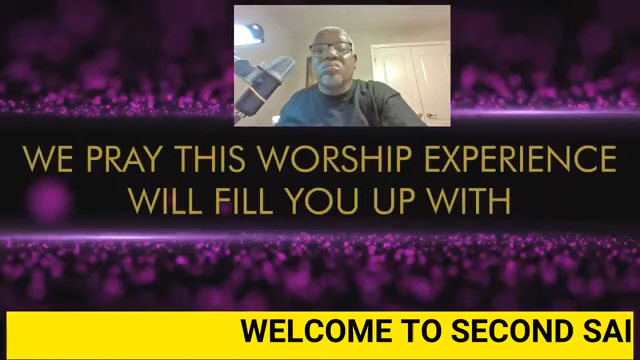 WE PRAY THIS WORSHIP EXPERIENCE
WILL FILL YOU UP WITH
WELCOME TO SECOND SAI